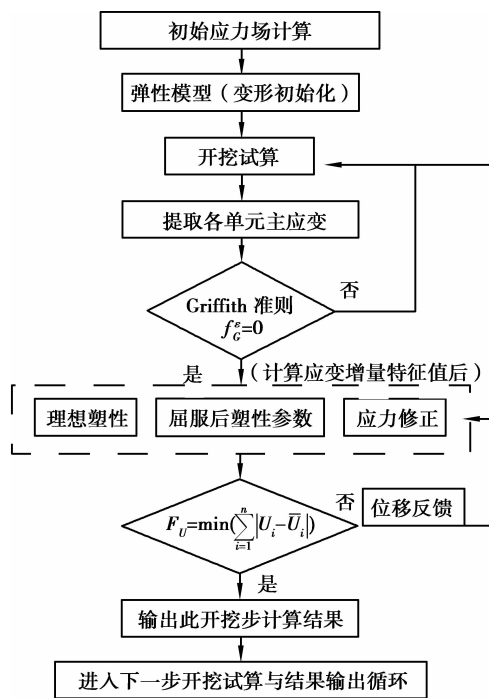 初始应力场计算
弹性模型（变形初始化）
开挖试算
提取各单元主应变
Griffith 准则
f_G^ε=0
否
是
（计算应变增量特征值后）
理想塑性
屈服后塑性参数
应力修正
F_U=min(∑_{i=1}^{n}|U_i−Ū_i|)
否
位移反馈
是
输出此开挖步计算结果
进入下一步开挖试算与结果输出循环